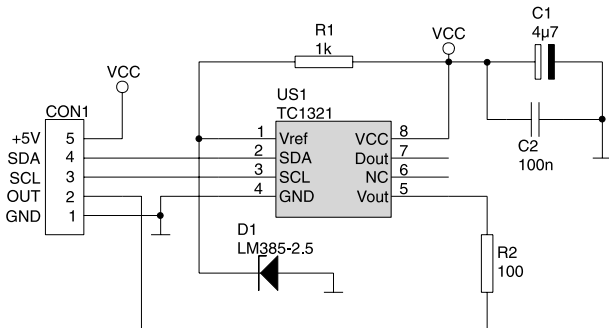 C1
4µ7
R1
1k
VCC
VCC
US1
TC1321
CON1
+5V 5
SDA 4
SCL 3
OUT 2
GND 1
1 Vref VCC 8
2 SDA Dout 7
3 SCL NC 6
4 GND Vout 5
C2
100n
D1
LM385-2.5
R2
100